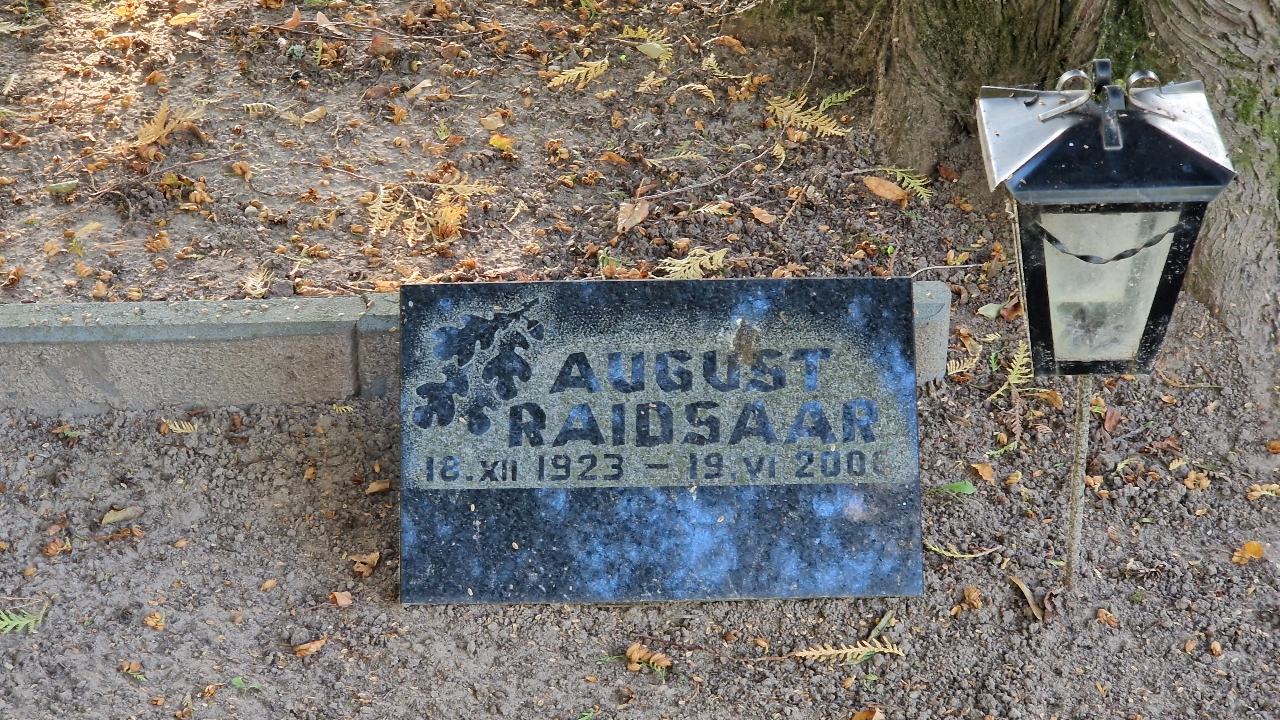 AUGUST
RAIDSAAR
18.XII 1923 — 19.VI